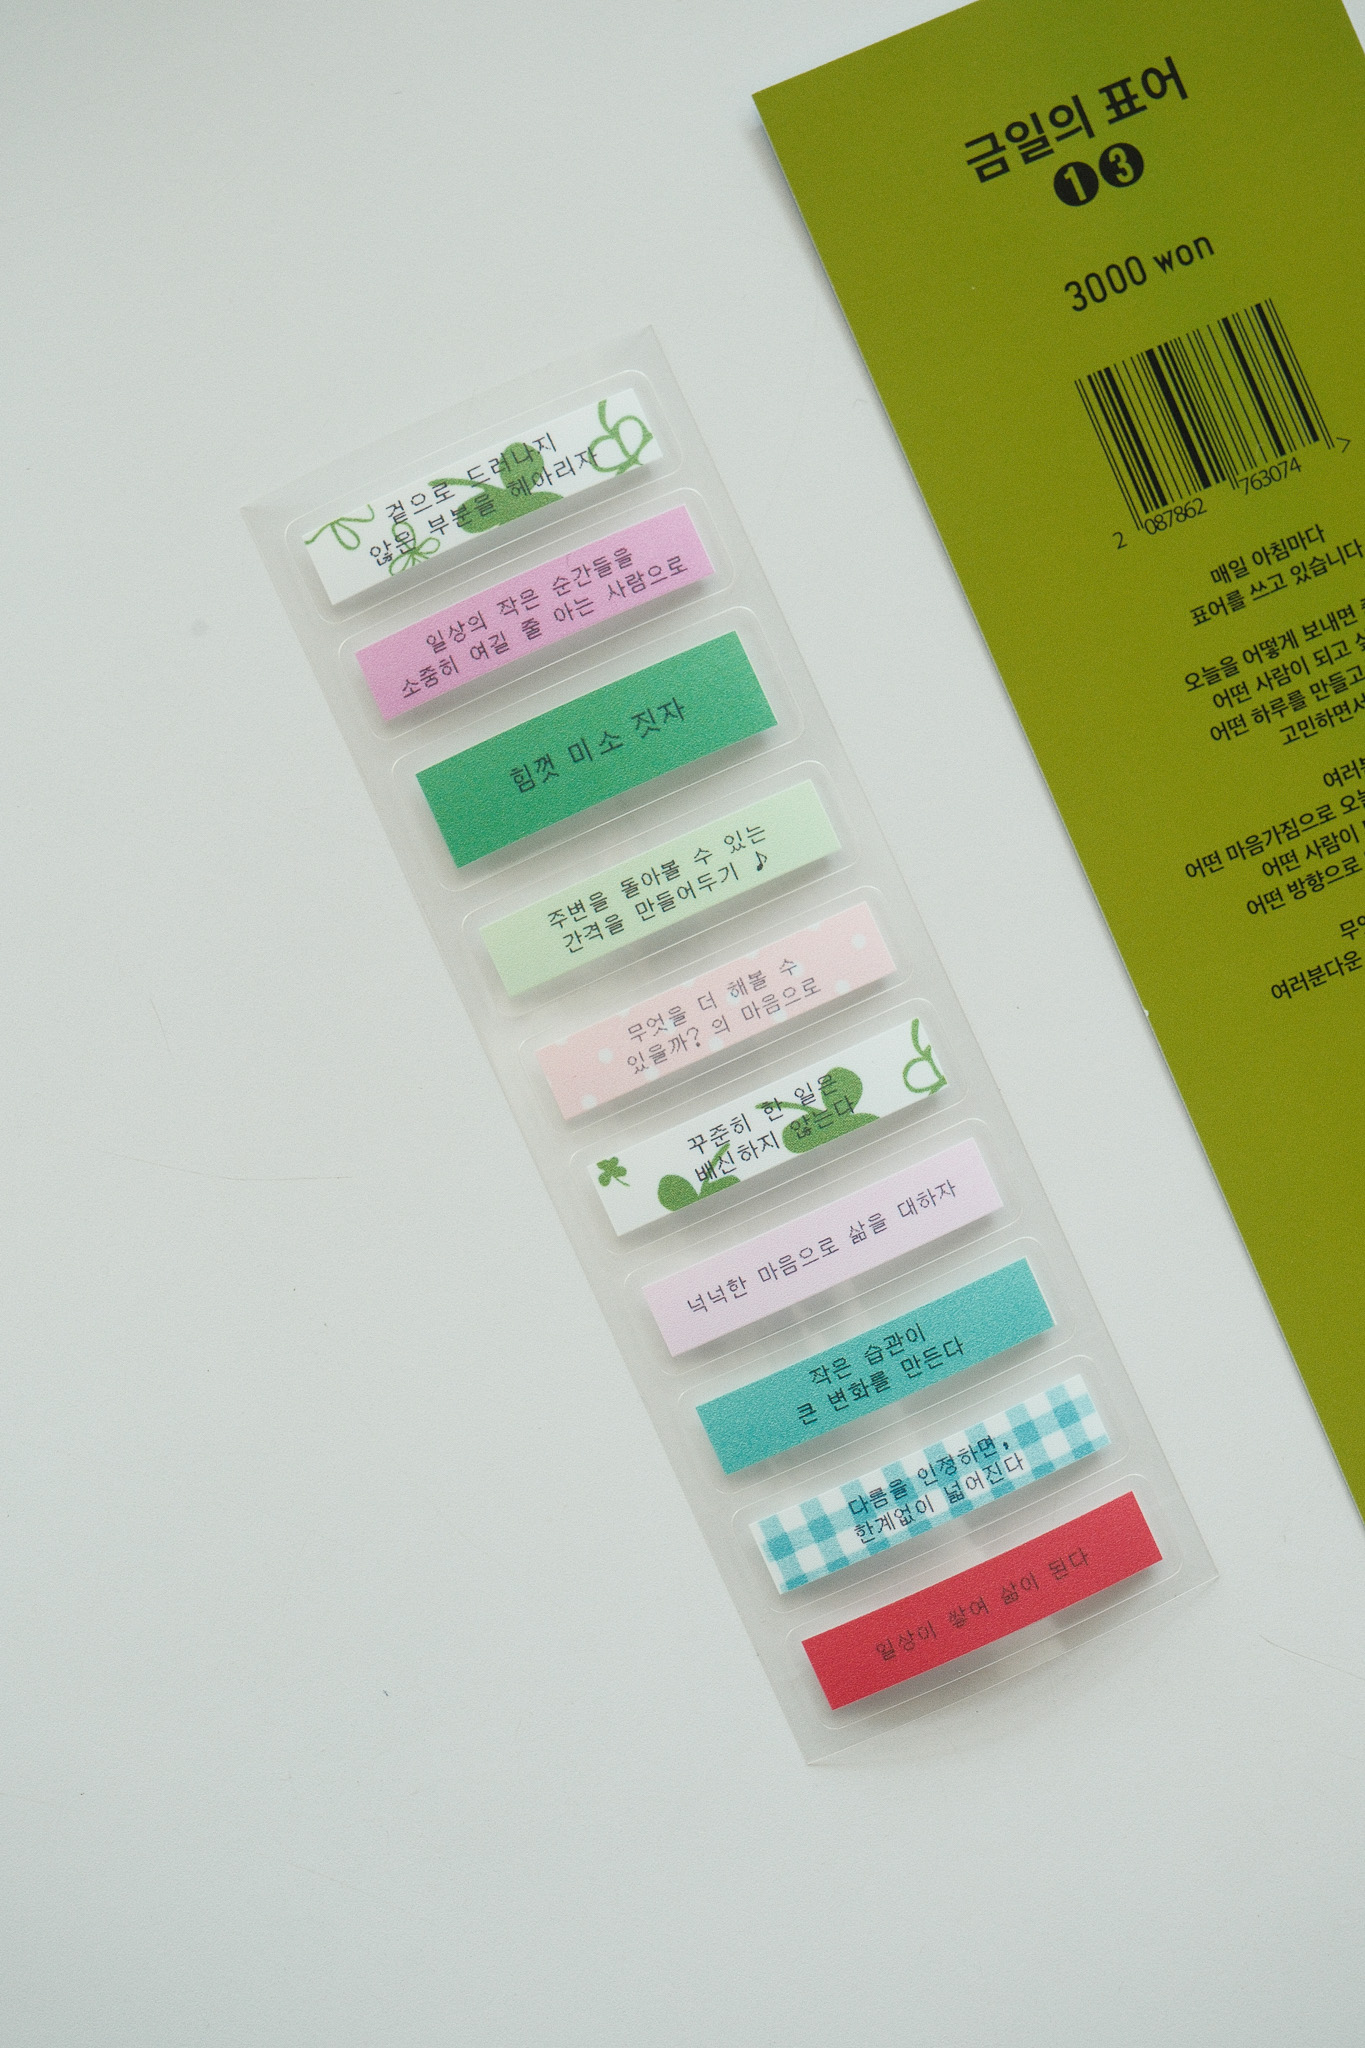 겉으로 드러나지
않은 부분을 헤아리자
일상의 작은 순간들을
소중히 여길 줄 아는 사람으로
힘껏 미소 짓자
주변을 돌아볼 수 있는
간격을 만들어두기 ♪
무엇을 더 해볼 수
있을까? 의 마음으로
꾸준히 한 일은
배신하지 않는다
넉넉한 마음으로 삶을 대하자
작은 습관이
큰 변화를 만든다
다름을 인정하면,
한계없이 넓어진다
일상이 쌓여 삶이 된다
금일의 표어
13
3000 won
2 087862 763074 >
매일 아침마다
표어를 쓰고 있습니다
오늘을 어떻게 보내면
어떤 사람이 되고
어떤 하루를 만들고
고민하면서
어떤 마음가짐으로
어떤 사람이
어떤 방향으로
여러분다운